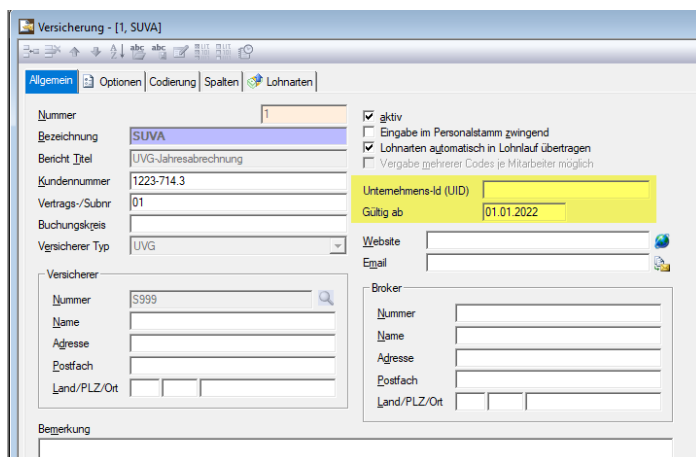 Versicherung - [1, SUVA]
Allgemein Optionen Codierung Spalten Lohnarten
Nummer 1
Bezeichnung SUVA
Bericht Titel UVG-Jahresabrechnung
Kundennummer 1223-714.3
Vertrags-/Subnr 01
Buchungskreis
Versicherer Typ UVG
aktiv
Eingabe im Personalstamm zwingend
Lohnarten automatisch in Lohnlauf übertragen
Vergabe mehrerer Codes je Mitarbeiter möglich
Unternehmens-Id (UID)
Gültig ab 01.01.2022
Website
Email
Versicherer
Nummer S999
Name
Adresse
Postfach
Land/PLZ/Ort
Broker
Nummer
Name
Adresse
Postfach
Land/PLZ/Ort
Bemerkung